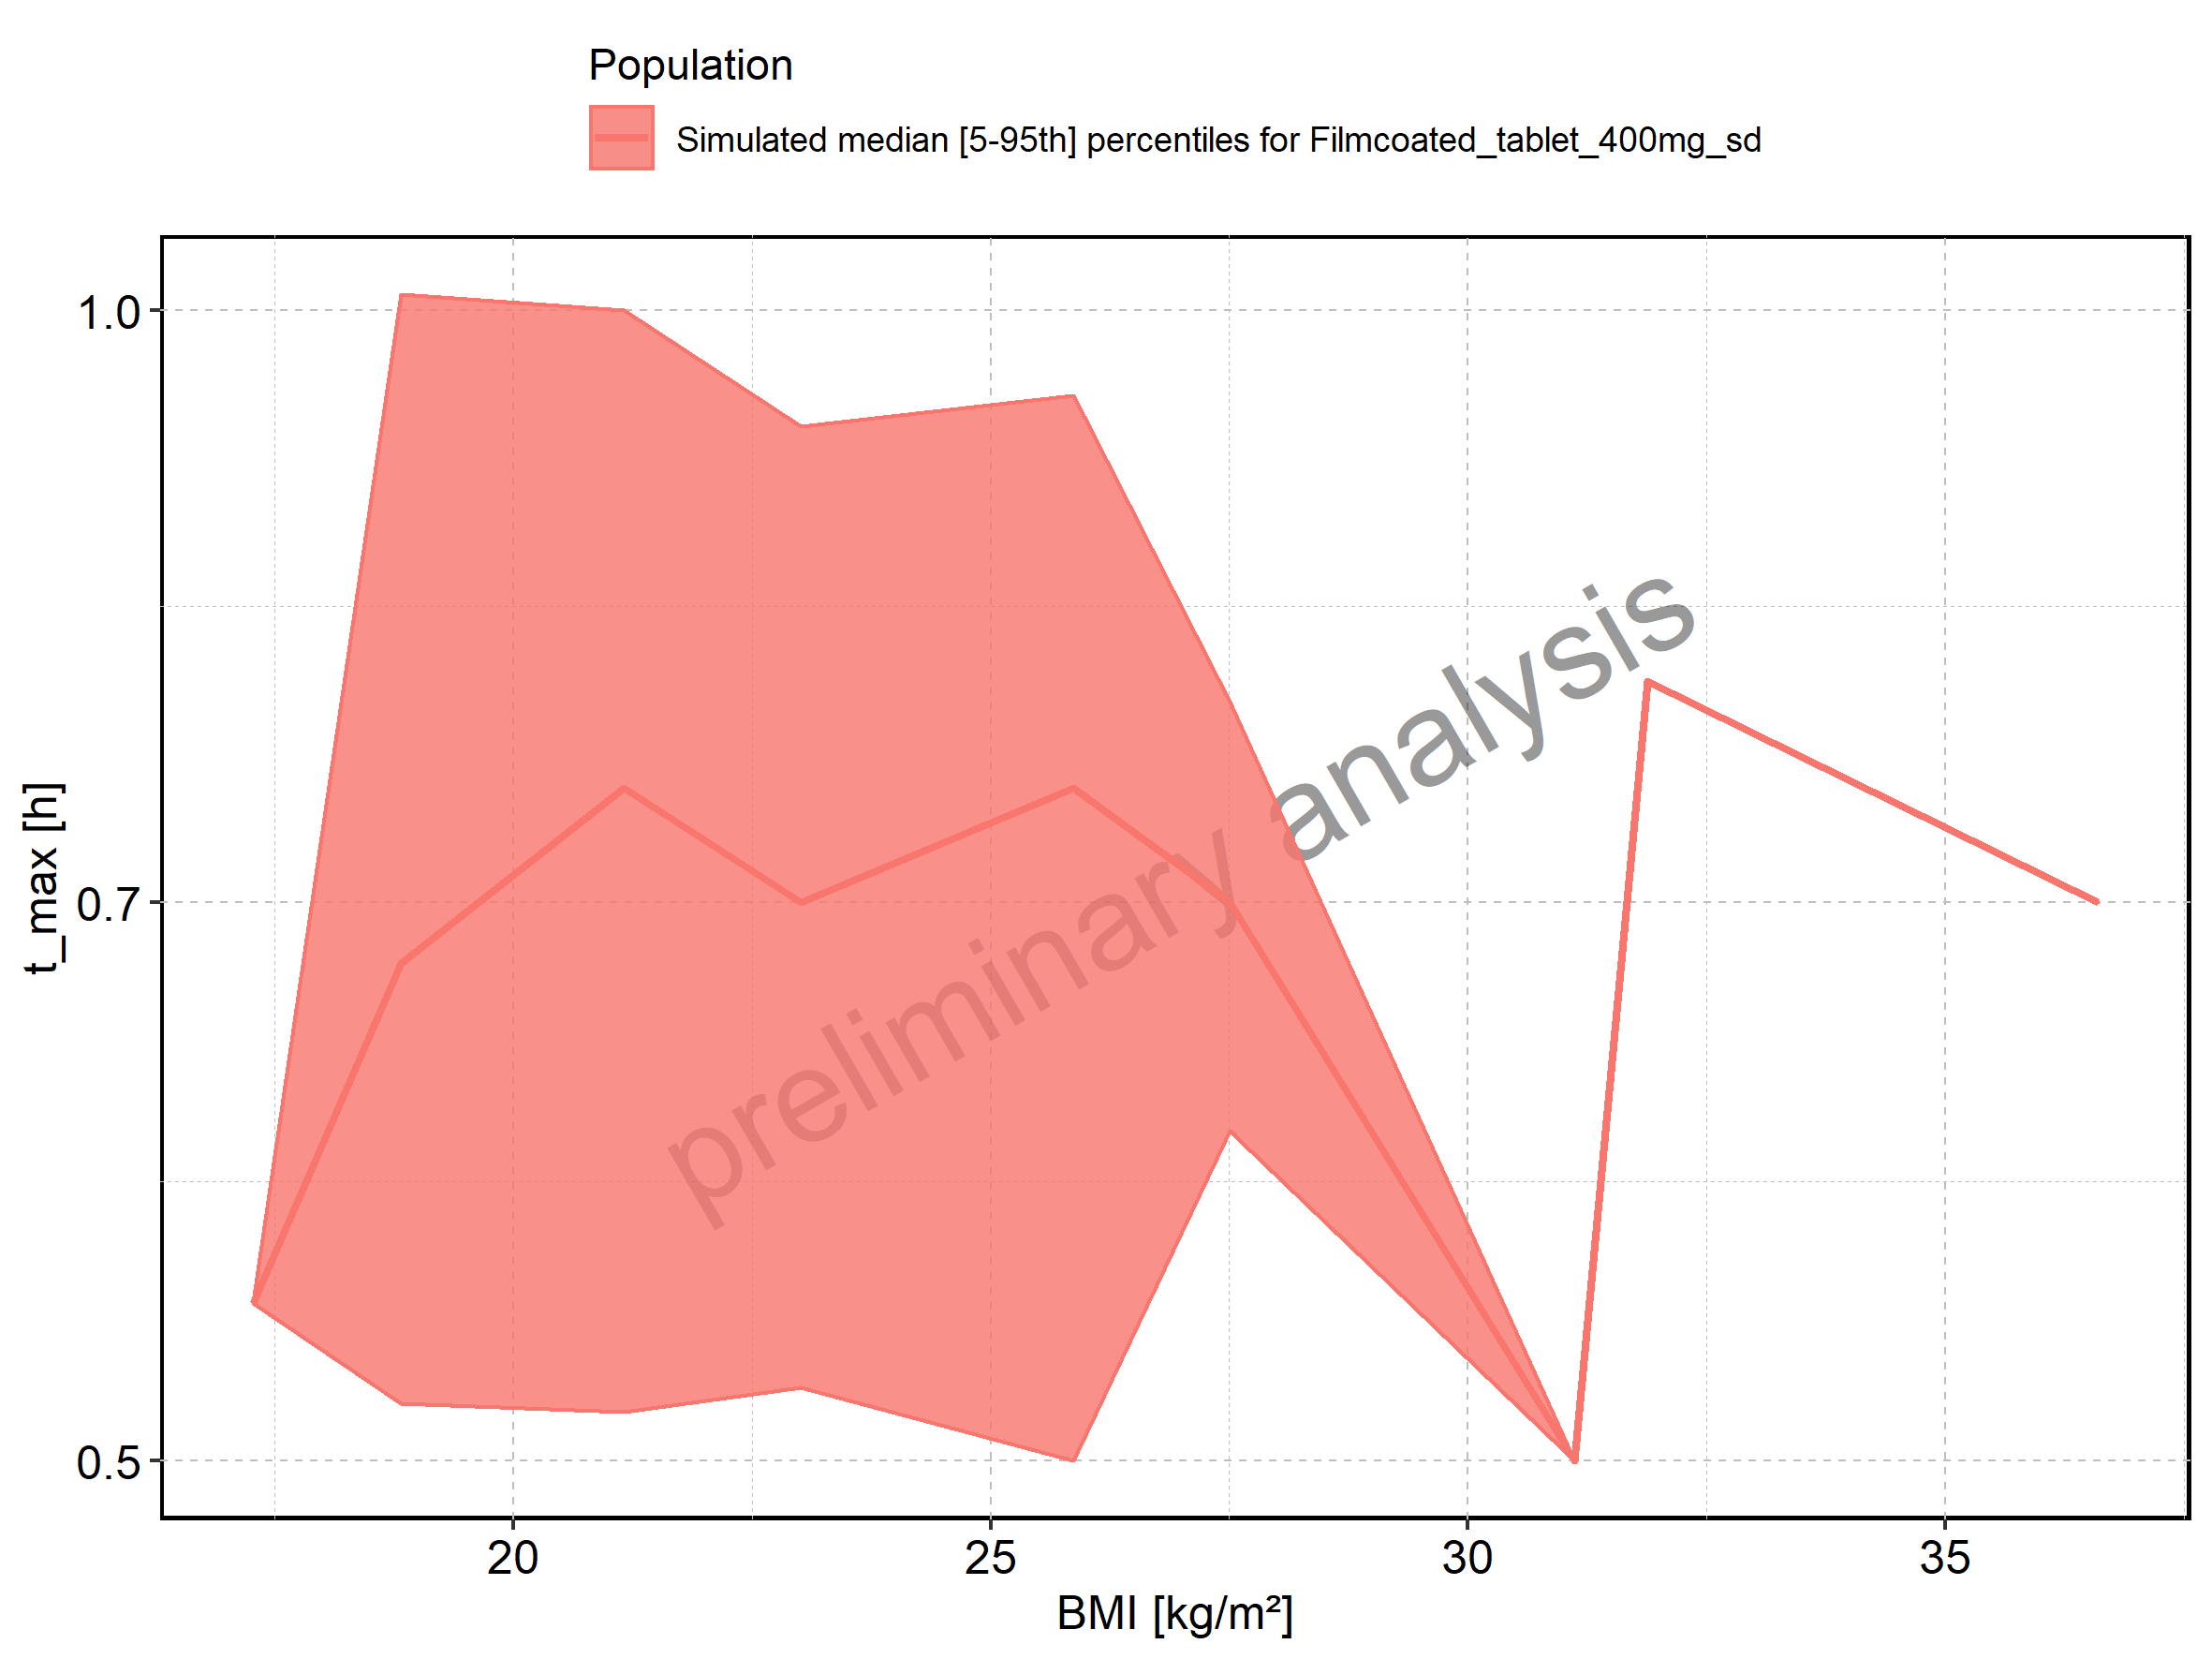 Population
Simulated median [5-95th] percentiles for Filmcoated_tablet_400mg_sd
1.0
0.7
0.5
t_max [h]
preliminary analysis
20 25 30 35
BMI [kg/m²]